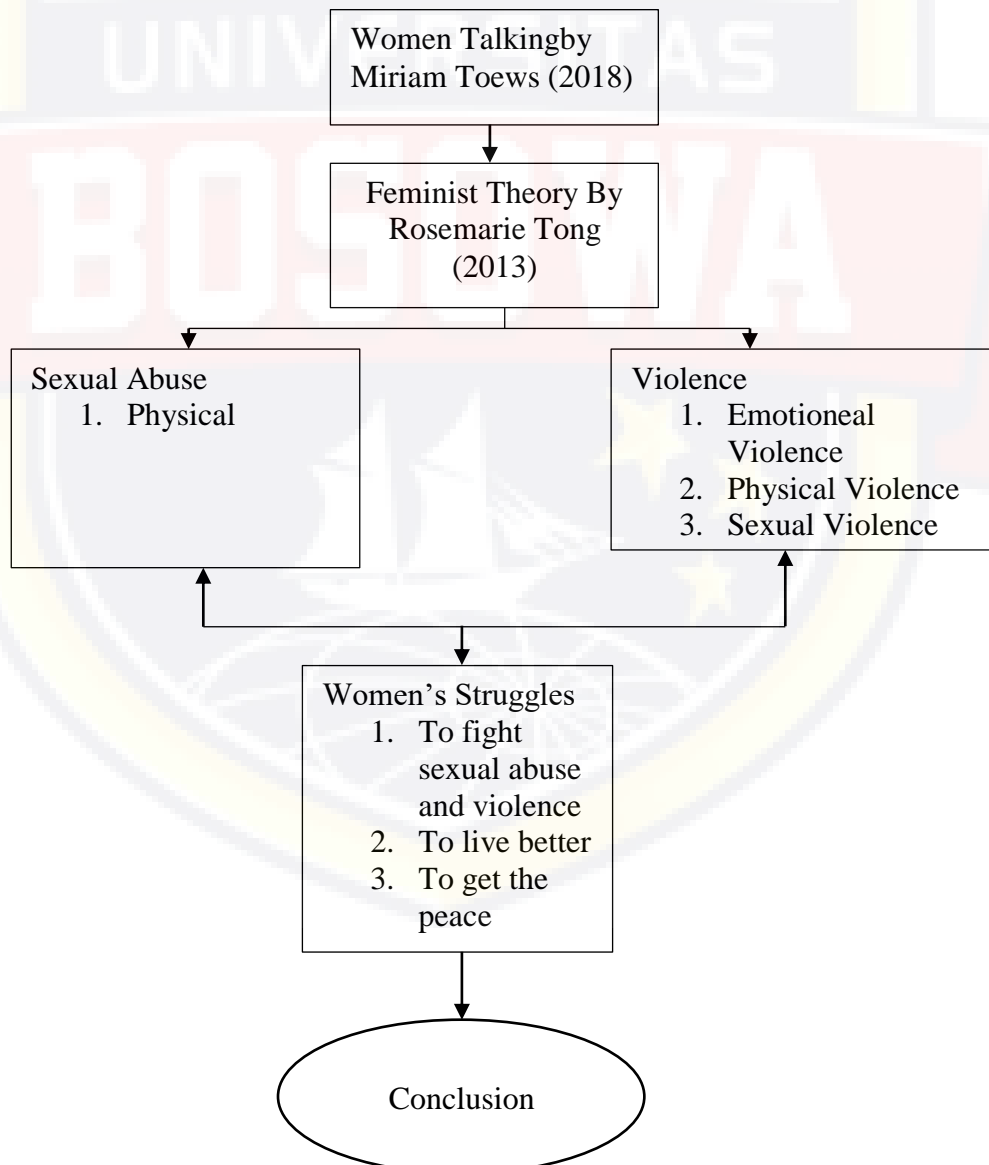 UNIVERSITAS
BOSOWA
Women Talkingby
Miriam Toews (2018)
Feminist Theory By
Rosemarie Tong
(2013)
Sexual Abuse
1. Physical
Violence
1. Emotioneal
Violence
2. Physical Violence
3. Sexual Violence
Women’s Struggles
1. To fight
sexual abuse
and violence
2. To live better
3. To get the
peace
Conclusion